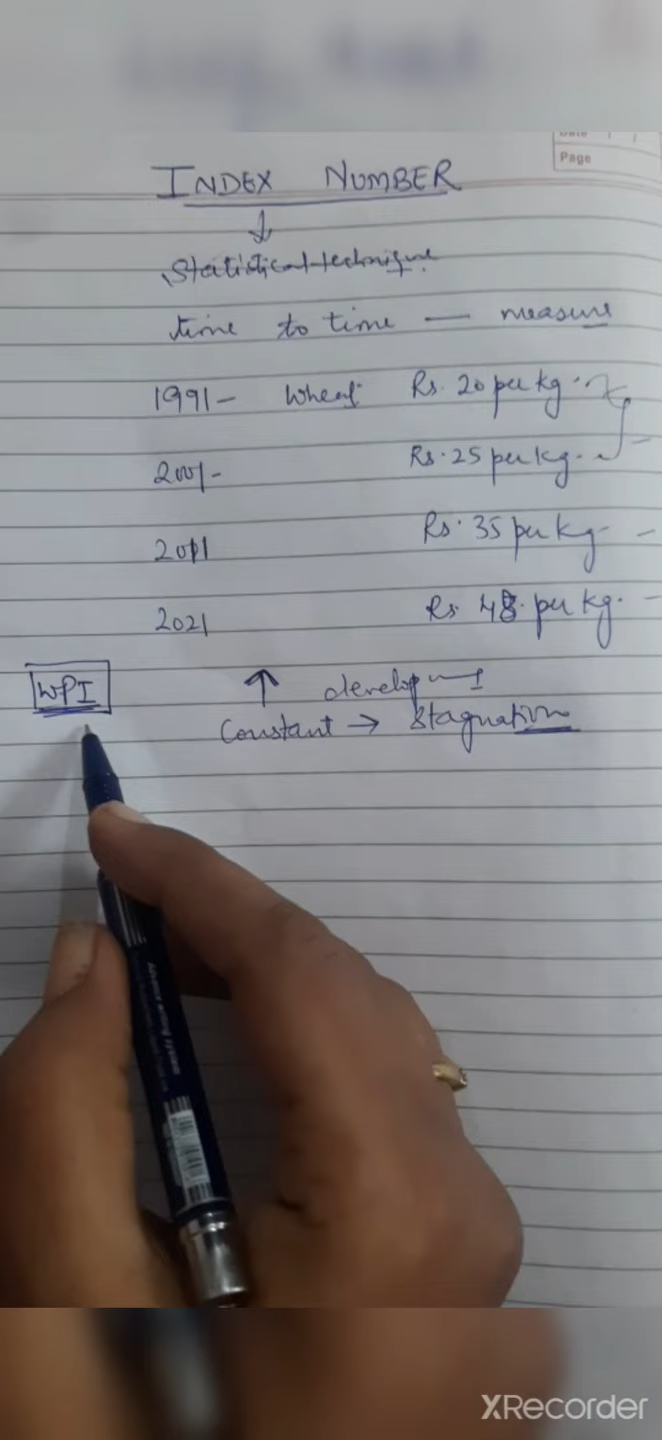 Page
INDEX NUMBER
↓
Statistical technique
time to time — measure
1991 - Wheat Rs. 20 per kg.
2001 - Rs. 25 per kg.
2011 Rs. 35 per kg -
2021 Rs. 48 per kg. -
WPI
↑ development
Constant → Stagnation
XRecorder